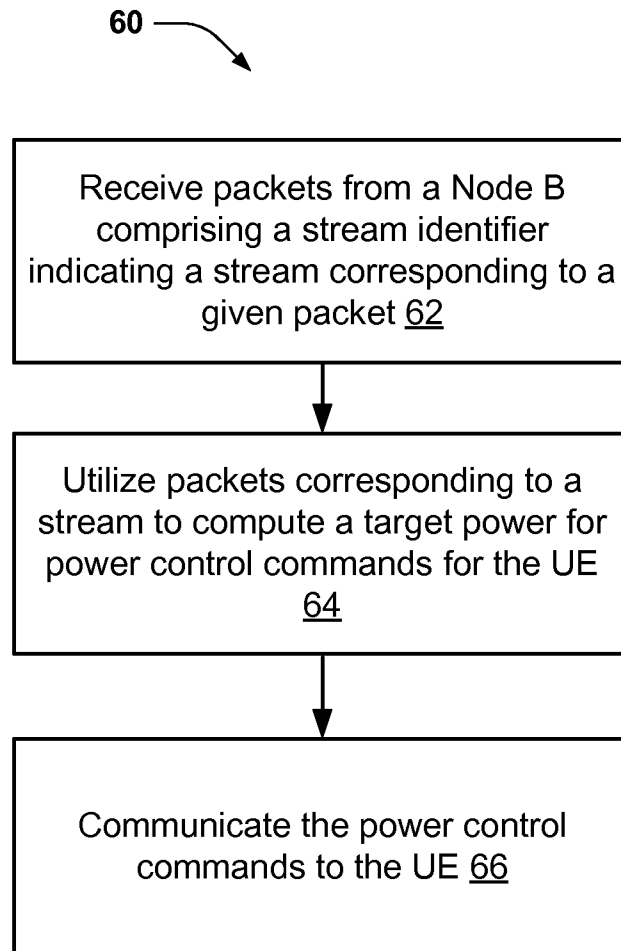 60
Receive packets from a Node B
comprising a stream identifier
indicating a stream corresponding to a
given packet 62
Utilize packets corresponding to a
stream to compute a target power for
power control commands for the UE
64
Communicate the power control
commands to the UE 66